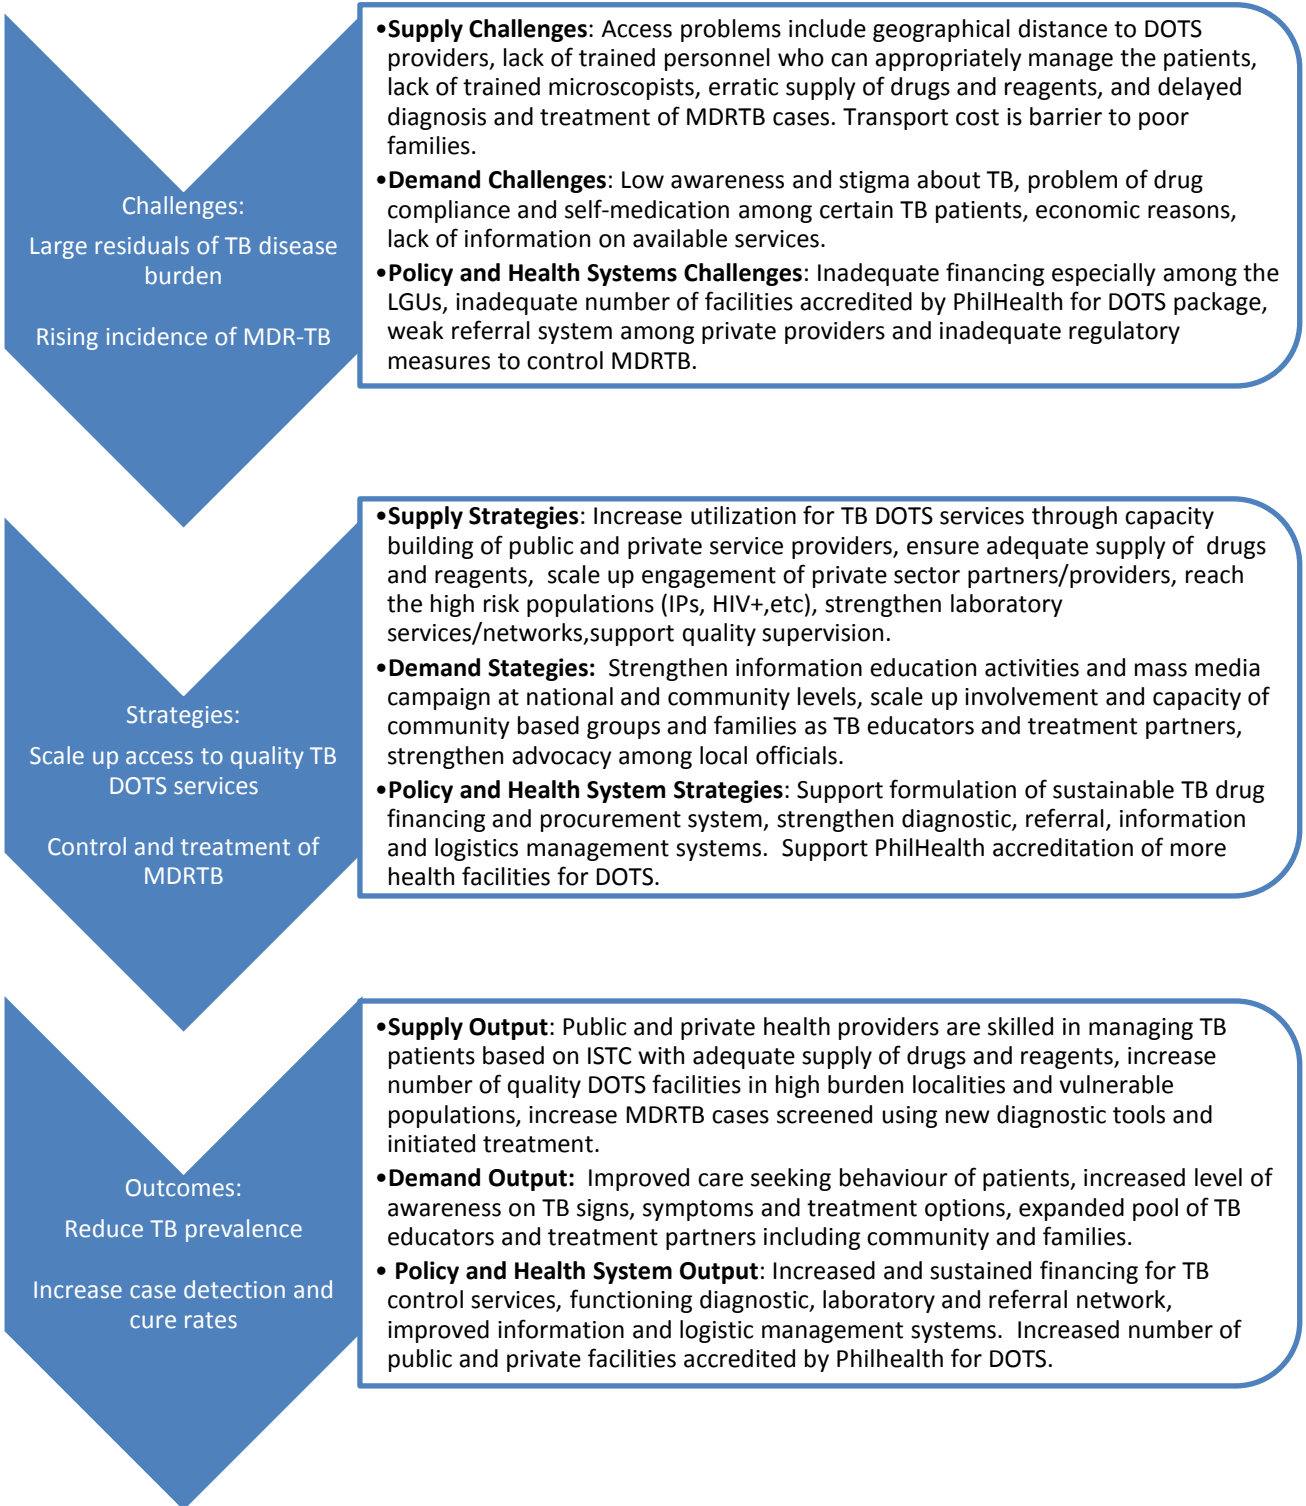 Challenges:
Large residuals of TB disease
burden
Rising incidence of MDR-TB
•Supply Challenges: Access problems include geographical distance to DOTS
providers, lack of trained personnel who can appropriately manage the patients,
lack of trained microscopists, erratic supply of drugs and reagents, and delayed
diagnosis and treatment of MDRTB cases. Transport cost is barrier to poor
families.
•Demand Challenges: Low awareness and stigma about TB, problem of drug
compliance and self-medication among certain TB patients, economic reasons,
lack of information on available services.
•Policy and Health Systems Challenges: Inadequate financing especially among the
LGUs, inadequate number of facilities accredited by PhilHealth for DOTS package,
weak referral system among private providers and inadequate regulatory
measures to control MDRTB.
Strategies:
Scale up access to quality TB
DOTS services
Control and treatment of
MDRTB
•Supply Strategies: Increase utilization for TB DOTS services through capacity
building of public and private service providers, ensure adequate supply of  drugs
and reagents,  scale up engagement of private sector partners/providers, reach
the high risk populations (IPs, HIV+,etc), strengthen laboratory
services/networks,support quality supervision.
•Demand Stategies:  Strengthen information education activities and mass media
campaign at national and community levels, scale up involvement and capacity of
community based groups and families as TB educators and treatment partners,
strengthen advocacy among local officials.
•Policy and Health System Strategies: Support formulation of sustainable TB drug
financing and procurement system, strengthen diagnostic, referral, information
and logistics management systems.  Support PhilHealth accreditation of more
health facilities for DOTS.
Outcomes:
Reduce TB prevalence
Increase case detection and
cure rates
•Supply Output: Public and private health providers are skilled in managing TB
patients based on ISTC with adequate supply of drugs and reagents, increase
number of quality DOTS facilities in high burden localities and vulnerable
populations, increase MDRTB cases screened using new diagnostic tools and
initiated treatment.
•Demand Output:  Improved care seeking behaviour of patients, increased level of
awareness on TB signs, symptoms and treatment options, expanded pool of TB
educators and treatment partners including community and families.
• Policy and Health System Output: Increased and sustained financing for TB
control services, functioning diagnostic, laboratory and referral network,
improved information and logistic management systems.  Increased number of
public and private facilities accredited by Philhealth for DOTS.